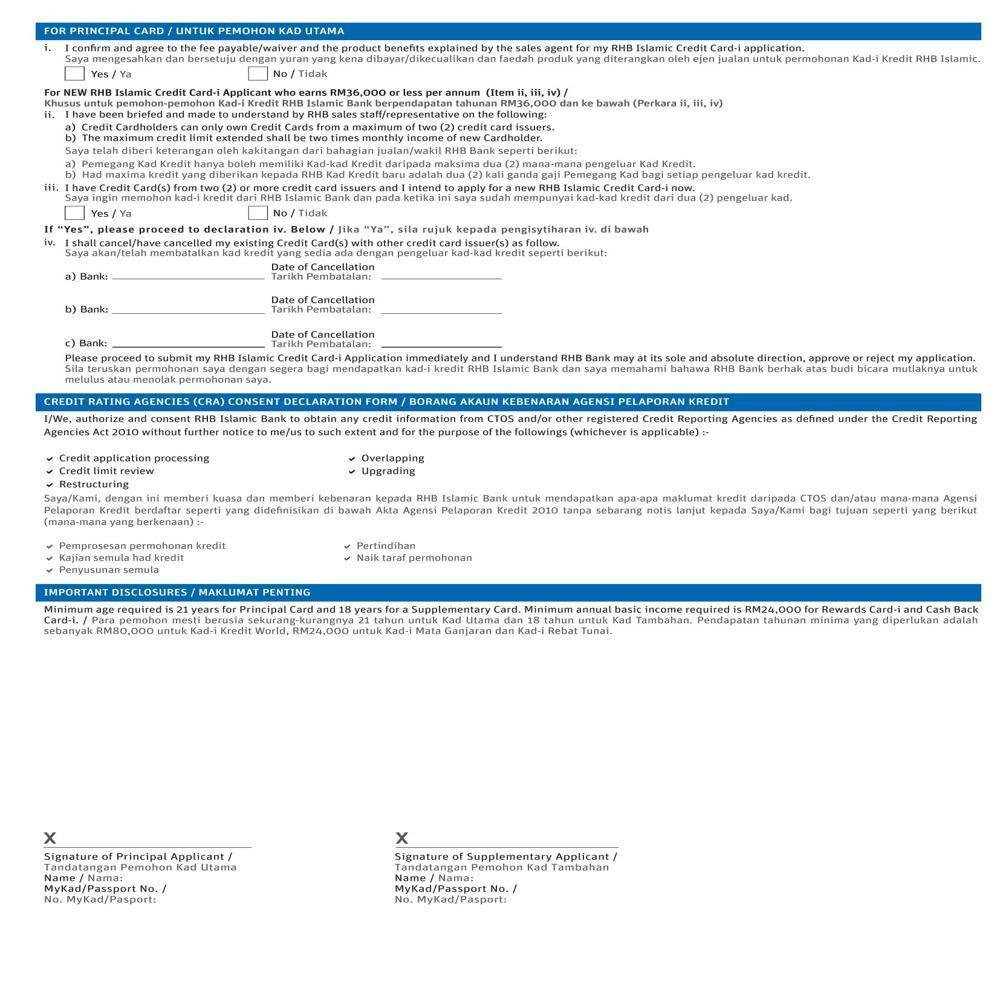 FOR PRINCIPAL CARD / UNTUK PEMOHON KAD UTAMA
i. I confirm and agree to the fee payable/waiver and the product benefits explained by the sales agent for my RHB Islamic Credit Card-i application.
Saya mengesahkan dan bersetuju dengan yuran yang kena dibayar/dikecualikan dan faedah produk yang diterangkan oleh ejen jualan untuk permohonan Kad-i Kredit RHB Islamic.
Yes / Ya No / Tidak
For NEW RHB Islamic Credit Card-i Applicant who earns RM36,000 or less per annum (Item ii, iii, iv) /
Khusus untuk pemohon-pemohon Kad-i Kredit RHB Islamic Bank berpendapatan tahunan RM36,000 dan ke bawah (Perkara ii, iii, iv)
ii. I have been briefed and made to understand by RHB sales staff/representative on the following:
a) Credit Cardholders can only own Credit Cards from a maximum of two (2) credit card issuers.
b) The maximum credit limit extended shall be two times monthly income of new Cardholder.
Saya telah diberi keterangan oleh kakitangan dari bahagian jualan/wakil RHB Bank seperti berikut:
a) Pemegang Kad Kredit hanya boleh memiliki Kad-kad Kredit daripada maksima dua (2) mana-mana pengeluar Kad Kredit.
b) Had maxima kredit yang diberikan kepada RHB Kad Kredit baru adalah dua (2) kali ganda gaji Pemegang Kad bagi setiap pengeluar kad kredit.
iii. I have Credit Card(s) from two (2) or more credit card issuers and I intend to apply for a new RHB Islamic Credit Card-i now.
Saya ingin memohon kad-i kredit dari RHB Islamic Bank dan pada ketika ini saya sudah mempunyai kad-kad kredit dari dua (2) pengeluar kad.
Yes / Ya No / Tidak
If “Yes”, please proceed to declaration iv. Below / Jika “Ya”, sila rujuk kepada pengisytiharan iv. di bawah
iv. I shall cancel/have cancelled my existing Credit Card(s) with other credit card issuer(s) as follow.
Saya akan/telah membatalkan kad kredit yang sedia ada dengan pengeluar kad-kad kredit seperti berikut:
Date of Cancellation
a) Bank: Tarikh Pembatalan:
Date of Cancellation
b) Bank: Tarikh Pembatalan:
Date of Cancellation
c) Bank: Tarikh Pembatalan:
Please proceed to submit my RHB Islamic Credit Card-i Application immediately and I understand RHB Bank may at its sole and absolute direction, approve or reject my application.
Sila teruskan permohonan saya dengan segera bagi mendapatkan kad-i kredit RHB Islamic Bank dan saya memahami bahawa RHB Bank berhak atas budi bicara mutlaknya untuk
melulus atau menolak permohonan saya.
CREDIT RATING AGENCIES (CRA) CONSENT DECLARATION FORM / BORANG AKAUN KEBENARAN AGENSI PELAPORAN KREDIT
I/We, authorize and consent RHB Islamic Bank to obtain any credit information from CTOS and/or other registered Credit Reporting Agencies as defined under the Credit Reporting
Agencies Act 2010 without further notice to me/us to such extent and for the purpose of the followings (whichever is applicable) :-
✓ Credit application processing ✓ Overlapping
✓ Credit limit review ✓ Upgrading
✓ Restructuring
Saya/Kami, dengan ini memberi kuasa dan memberi kebenaran kepada RHB Islamic Bank untuk mendapatkan apa-apa maklumat kredit daripada CTOS dan/atau mana-mana Agensi
Pelaporan Kredit berdaftar seperti yang didefinisikan di bawah Akta Agensi Pelaporan Kredit 2010 tanpa sebarang notis lanjut kepada Saya/Kami bagi tujuan seperti yang berikut
(mana-mana yang berkenaan) :-
✓ Pemprosesan permohonan kredit ✓ Pertindihan
✓ Kajian semula had kredit ✓ Naik taraf permohonan
✓ Penyusunan semula
IMPORTANT DISCLOSURES / MAKLUMAT PENTING
Minimum age required is 21 years for Principal Card and 18 years for a Supplementary Card. Minimum annual basic income required is RM24,000 for Rewards Card-i and Cash Back
Card-i. / Para pemohon mesti berusia sekurang-kurangnya 21 tahun untuk Kad Utama dan 18 tahun untuk Kad Tambahan. Pendapatan tahunan minima yang diperlukan adalah
sebanyak RM80,000 untuk Kad-i Kredit World, RM24,000 untuk Kad-i Mata Ganjaran dan Kad-i Rebat Tunai.
X
Signature of Principal Applicant /
Tandatangan Pemohon Kad Utama
Name / Nama:
MyKad/Passport No. /
No. MyKad/Pasport:
X
Signature of Supplementary Applicant /
Tandatangan Pemohon Kad Tambahan
Name / Nama:
MyKad/Passport No. /
No. MyKad/Pasport: